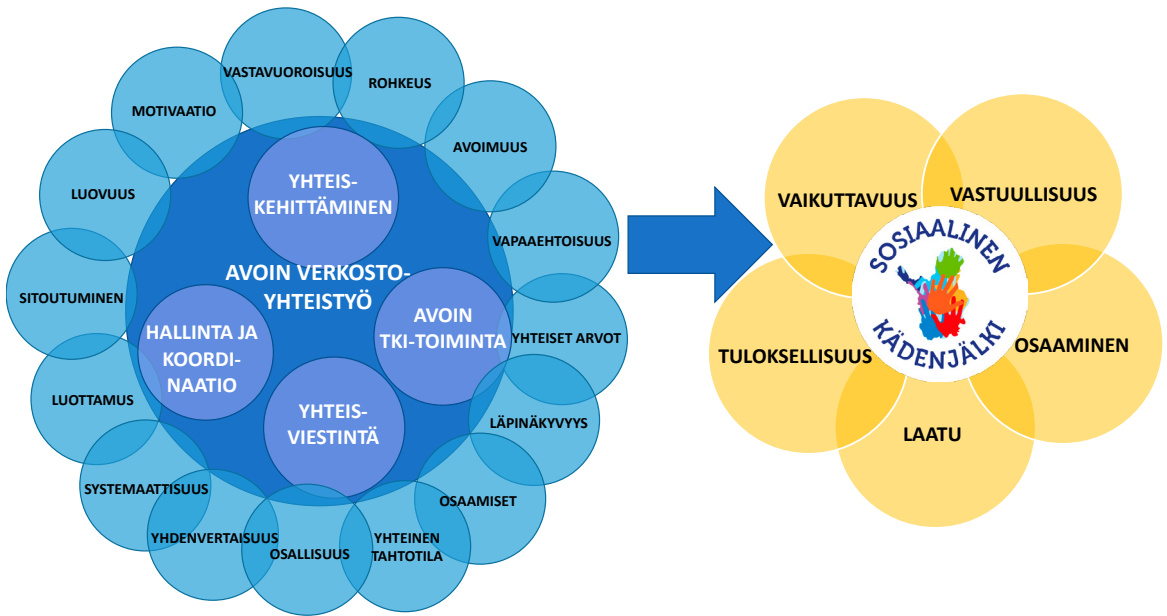 VASTAVUOROISUUS
ROHKEUS
MOTIVAATIO
AVOIMUUS
LUOVUUS
VAPAAEHTOISUUS
SITOUTUMINEN
YHTEISET ARVOT
LUOTTAMUS
LÄPINÄKYVYYS
SYSTEMAATTISUUS
OSAAMISET
YHDENVERTAISUUS
OSALLISUUS
YHTEINEN
TAHTOTILA
YHTEIS-
KEHITTÄMINEN
AVOIN VERKOSTO-
YHTEISTYÖ
HALLINTA JA
KOORDI-
NAATIO
AVOIN
TKI-TOIMINTA
YHTEIS-
VIESTINTÄ
VAIKUTTAVUUS
VASTUULLISUUS
SOSIAALINEN
KÄDENJÄLKI
TULOKSELLISUUS
OSAAMINEN
LAATU